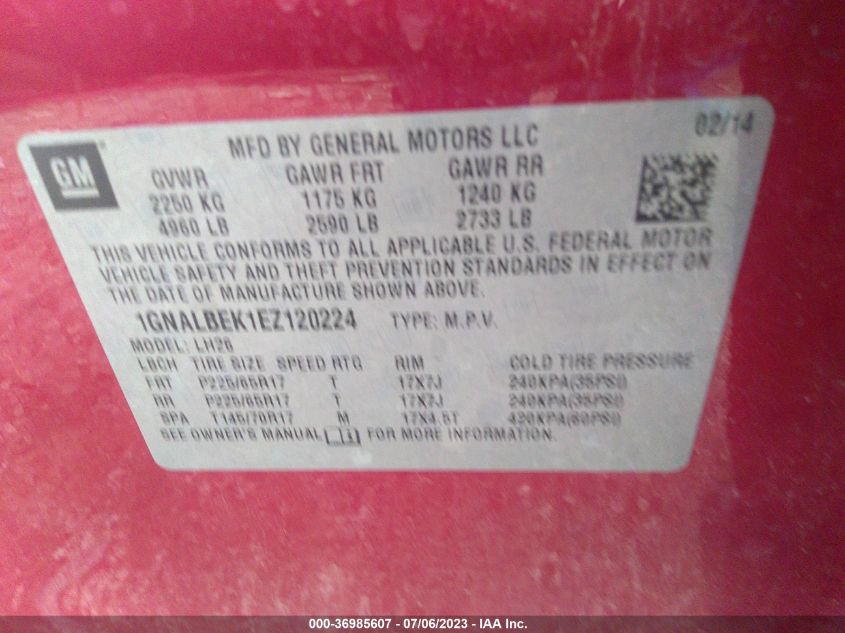 GM
MFD BY GENERAL MOTORS LLC
02/14
GVWR GAWR FRT GAWR RR
2250 KG 1175 KG 1240 KG
4960 LB 2590 LB 2733 LB
THIS VEHICLE CONFORMS TO ALL APPLICABLE U.S. FEDERAL MOTOR
VEHICLE SAFETY AND THEFT PREVENTION STANDARDS IN EFFECT ON
THE DATE OF MANUFACTURE SHOWN ABOVE.
1GNALBEK1EZ120224 TYPE: M.P.V.
MODEL: LH26
LOCH TIRE SIZE SPEED RTG RIM COLD TIRE PRESSURE
FRT P225/65R17 T 17X7J 240KPA(35PSI)
RR P225/65R17 T 17X7J 240KPA(35PSI)
SPA T145/70R17 M 17X4.5T 420KPA(60PSI)
SEE OWNER'S MANUAL FOR MORE INFORMATION.
000-36985607 - 07/06/2023 - IAA Inc.